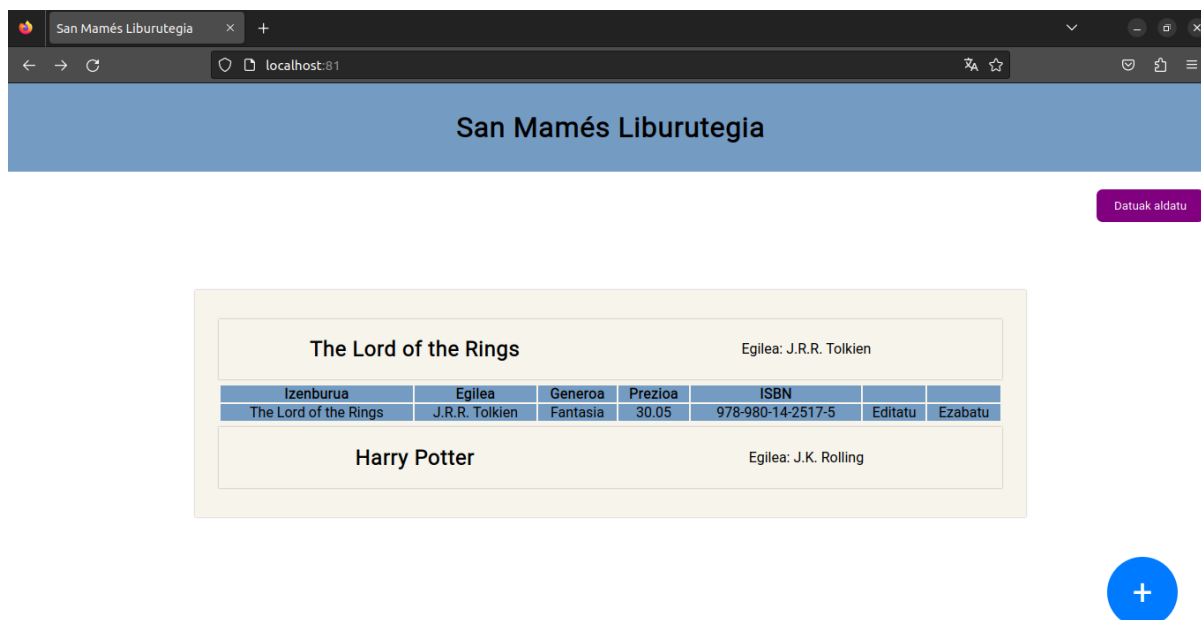 San Mamés Liburutegia
localhost:81
San Mamés Liburutegia
Datuak aldatu
The Lord of the Rings Egilea: J.R.R. Tolkien
Izenburua Egilea Generoa Prezioa ISBN
The Lord of the Rings J.R.R. Tolkien Fantasia 30.05 978-980-14-2517-5 Editatu Ezabatu
Harry Potter Egilea: J.K. Rolling
+